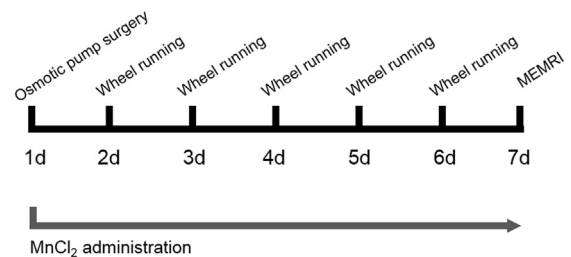 Osmotic pump surgery
Wheel running
Wheel running
Wheel running
Wheel running
Wheel running
MEMRI
1d 2d 3d 4d 5d 6d 7d
MnCl₂ administration